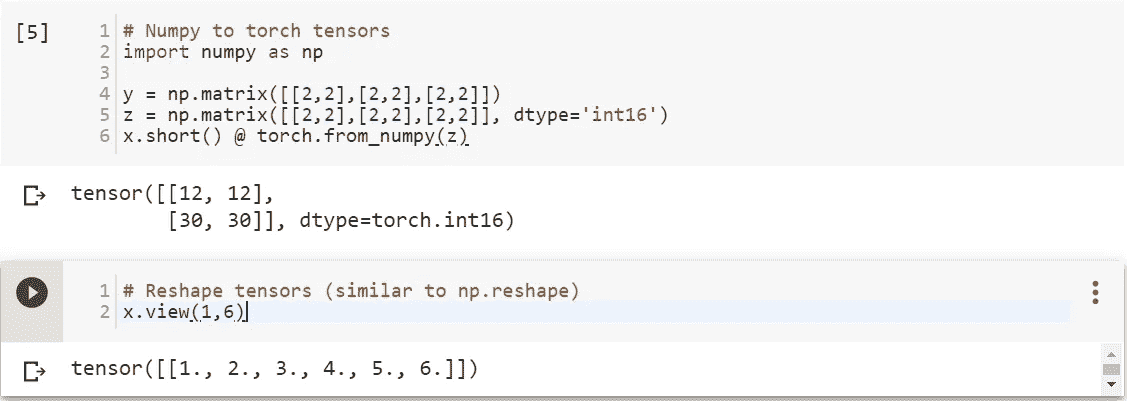 [5]
1 # Numpy to torch tensors
2 import numpy as np
3
4 y = np.matrix([[2,2],[2,2],[2,2]])
5 z = np.matrix([[2,2],[2,2],[2,2]], dtype='int16')
6 x.short() @ torch.from_numpy(z)
tensor([[12, 12],
[30, 30]], dtype=torch.int16)
1 # Reshape tensors (similar to np.reshape)
2 x.view(1,6)
tensor([[1., 2., 3., 4., 5., 6.]])